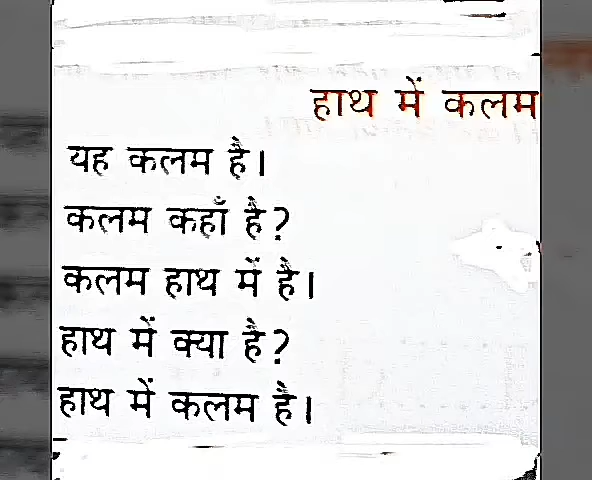 हाथ में कलम
यह कलम है।
कलम कहाँ है?
कलम हाथ में है।
हाथ में क्या है?
हाथ में कलम है।